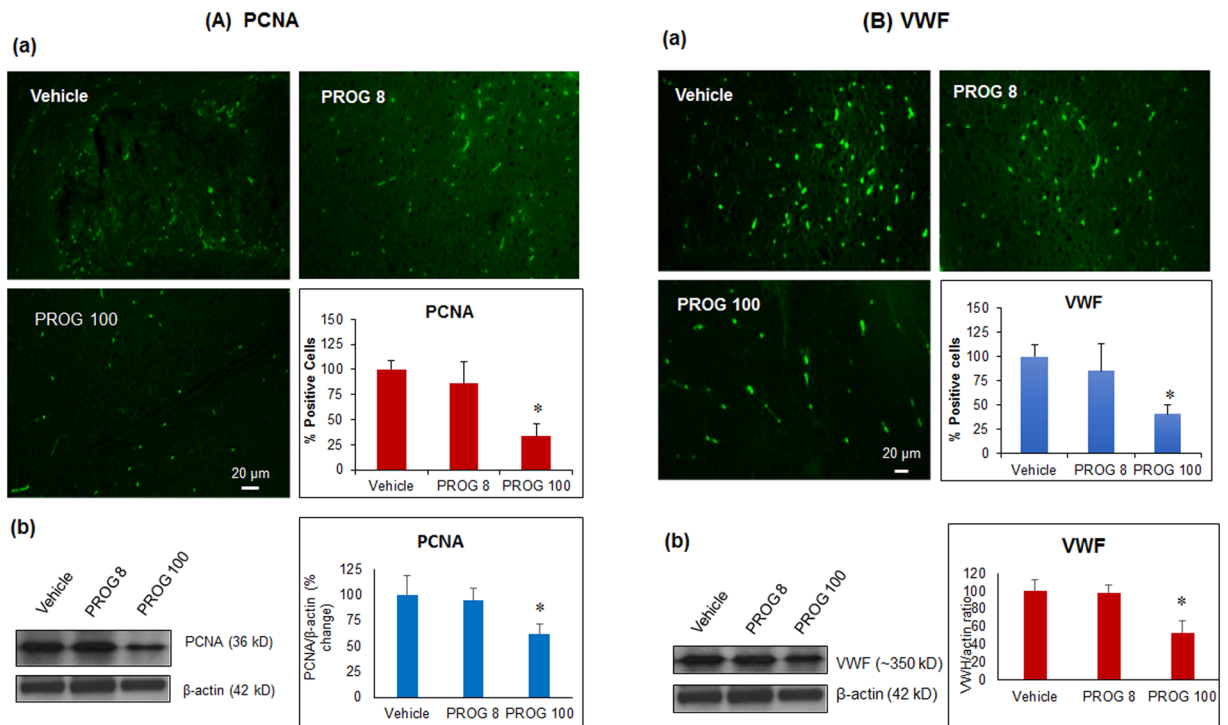 (A) PCNA
(a)
Vehicle
PROG 8
PROG 100
20 µm
PCNA
% Positive Cells
150
125
100
75
50
25
0
*
Vehicle PROG 8 PROG 100
(b)
Vehicle
PROG 8
PROG 100
PCNA (36 kD)
β-actin (42 kD)
PCNA
PCNA/β-actin (%
change)
125
100
75
50
25
0
*
Vehicle PROG 8 PROG 100
(B) VWF
(a)
Vehicle
PROG 8
PROG 100
20 µm
VWF
% Positive cells
150
125
100
75
50
25
0
*
Vehicle PROG 8 PROG 100
(b)
Vehicle
PROG 8
PROG 100
VWF (~350 kD)
β-actin (42 kD)
VWF
VWH/actin ratio
120
100
80
60
40
20
0
*
Vehicle PROG 8 PROG 100